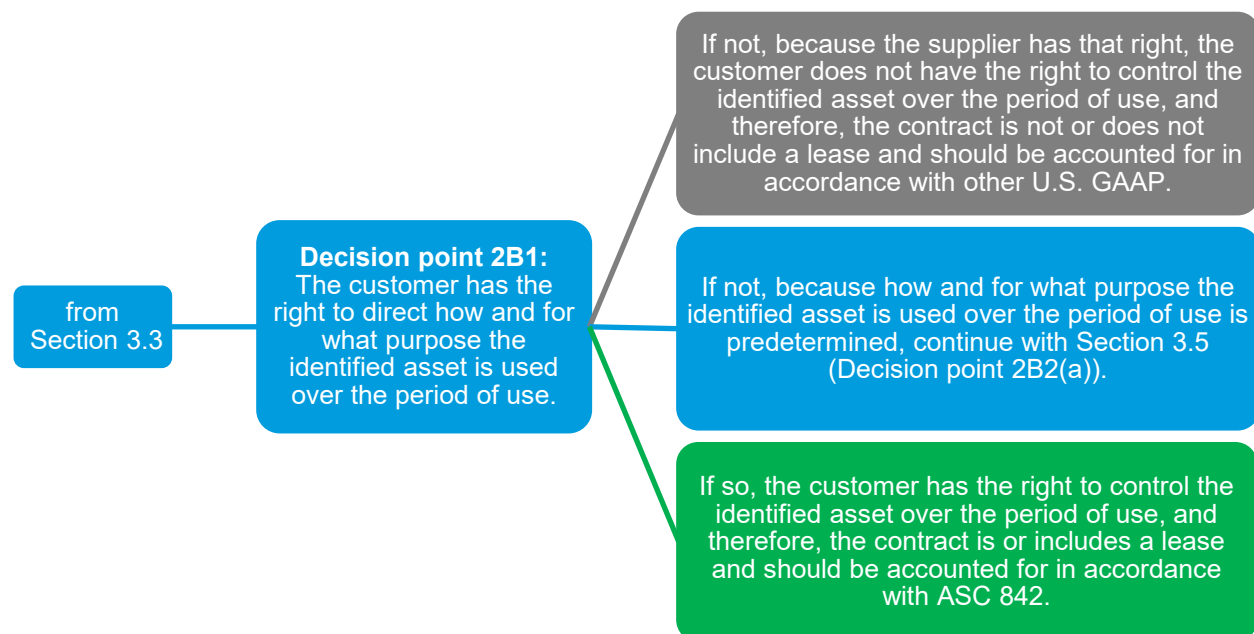 from
Section 3.3
Decision point 2B1:
The customer has the
right to direct how and for
what purpose the
identified asset is used
over the period of use.
If not, because the supplier has that right, the
customer does not have the right to control the
identified asset over the period of use, and
therefore, the contract is not or does not
include a lease and should be accounted for in
accordance with other U.S. GAAP.
If not, because how and for what purpose the
identified asset is used over the period of use is
predetermined, continue with Section 3.5
(Decision point 2B2(a)).
If so, the customer has the right to control the
identified asset over the period of use, and
therefore, the contract is or includes a lease
and should be accounted for in accordance
with ASC 842.